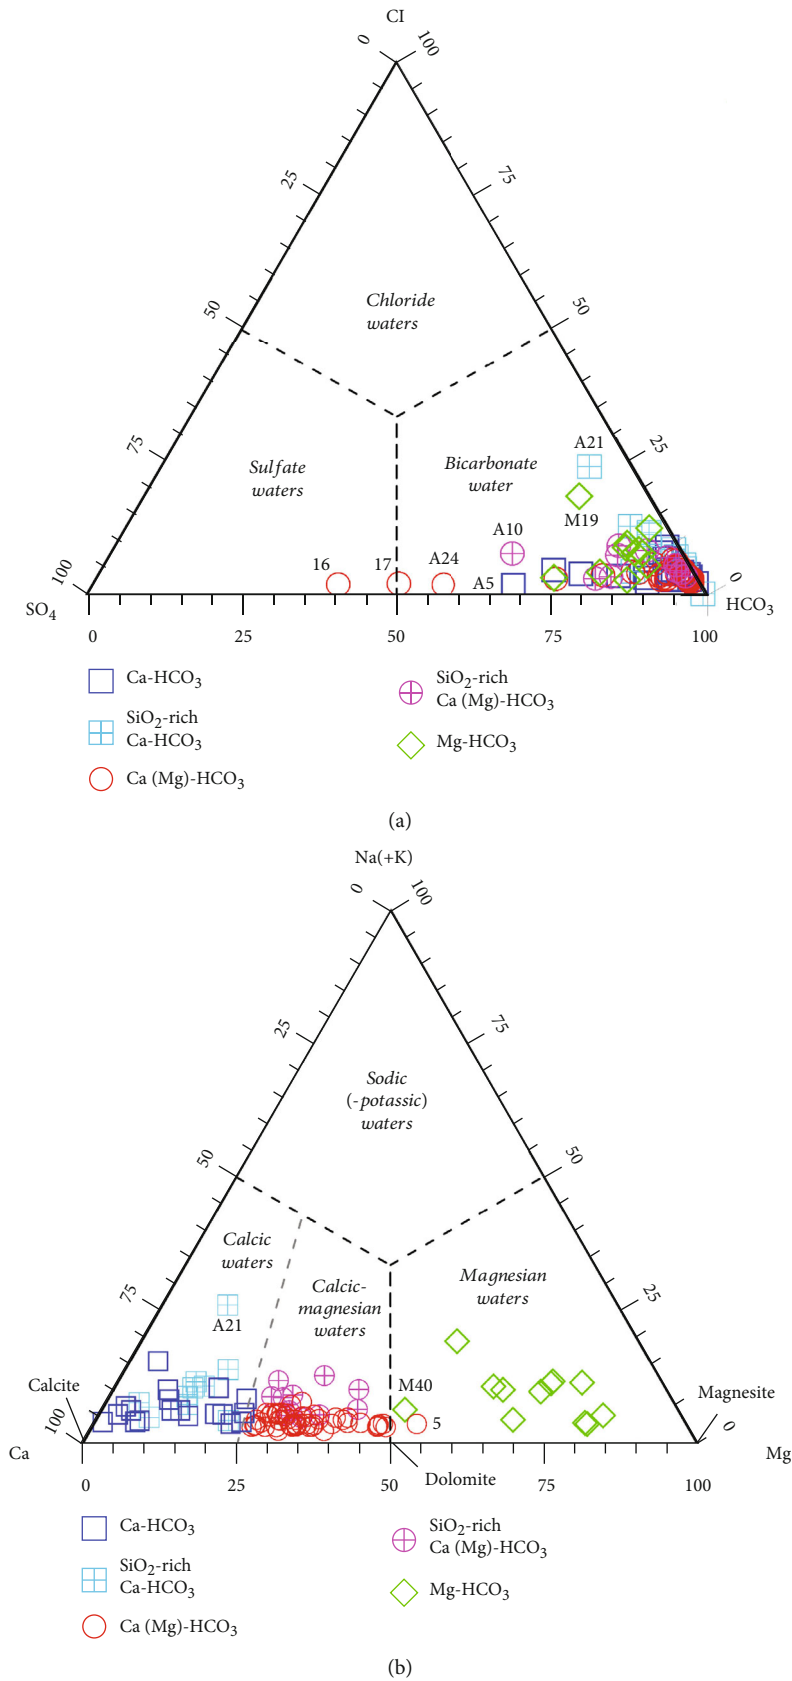 CI
0
100
25
75
Chloride
waters
50
50
75
25
A21
Sulfate
waters
Bicarbonate
water
M19
A10
A24
16
17
A5
100
0
SO4
HCO3
0
25
50
75
100
Ca-HCO3
SiO2-rich
Ca-HCO3
Ca (Mg)-HCO3
SiO2-rich
Ca (Mg)-HCO3
Mg-HCO3
(a)
Na(+K)
0
100
25
75
Sodic
(-potassic)
waters
50
50
Calcic
waters
Calcic-
magnesian
waters
Magnesian
waters
75
25
A21
Calcite
M40
Magnesite
100
5
0
Ca
Mg
Dolomite
0
25
50
75
100
Ca-HCO3
SiO2-rich
Ca-HCO3
Ca (Mg)-HCO3
SiO2-rich
Ca (Mg)-HCO3
Mg-HCO3
(b)